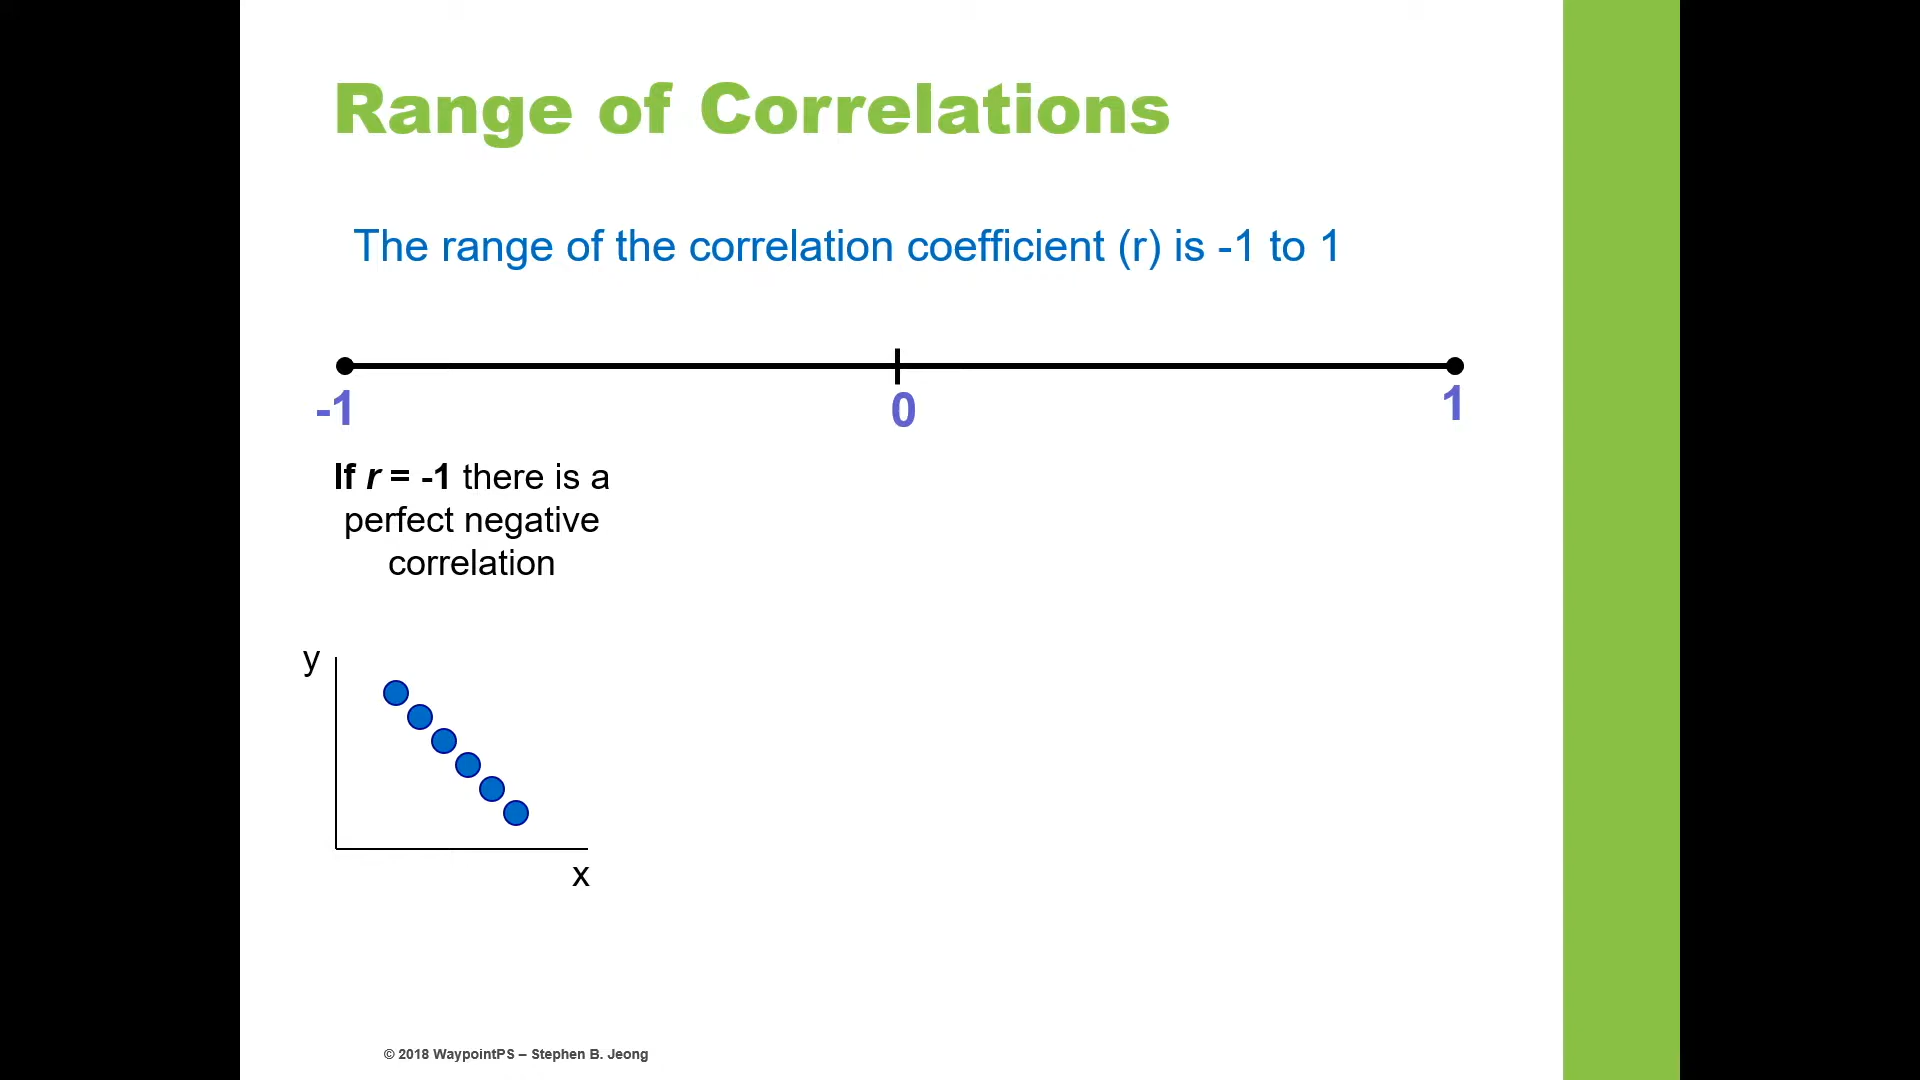 Range of Correlations
The range of the correlation coefficient (r) is -1 to 1
-1 0 1
If r = -1 there is a
perfect negative
correlation
y
x
© 2018 WaypointPS – Stephen B. Jeong